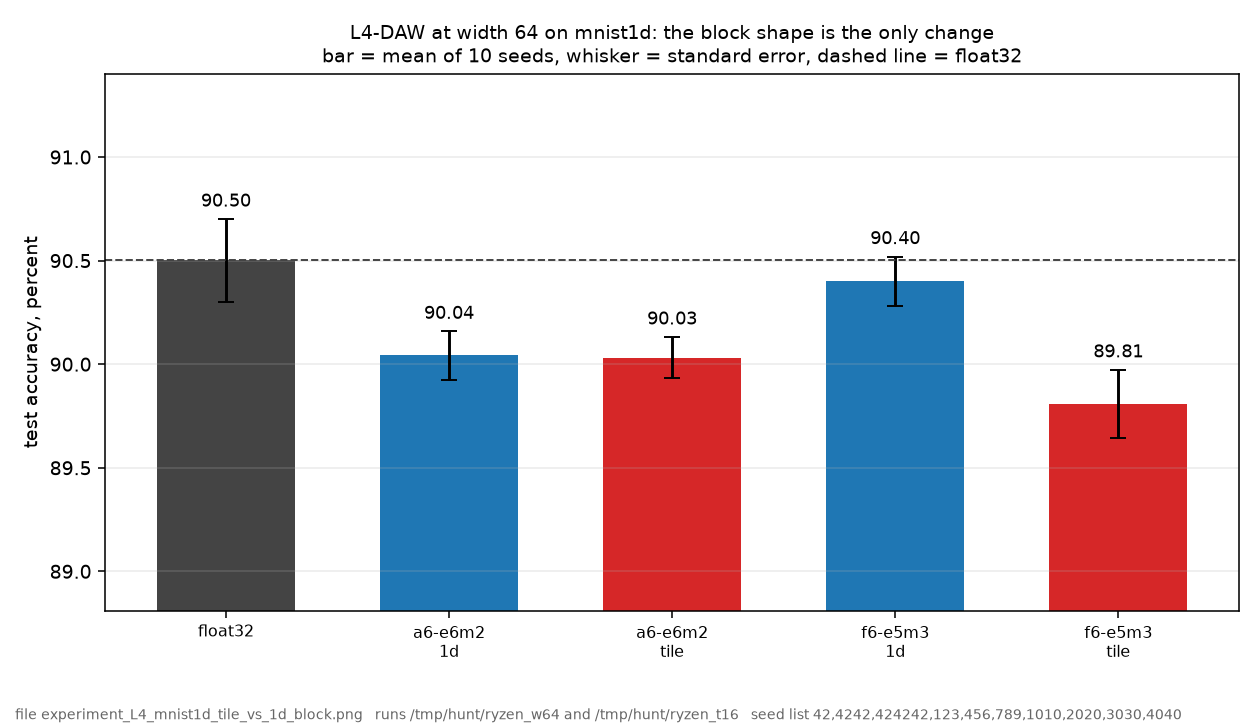 L4-DAW at width 64 on mnist1d: the block shape is the only change
bar = mean of 10 seeds, whisker = standard error, dashed line = float32
test accuracy, percent
91.0
90.5
90.0
89.5
89.0
90.50
90.04
90.03
90.40
89.81
float32
a6-e6m2
1d
a6-e6m2
tile
f6-e5m3
1d
f6-e5m3
tile
file experiment_L4_mnist1d_tile_vs_1d_block.png   runs /tmp/hunt/ryzen_w64 and /tmp/hunt/ryzen_t16   seed list 42,4242,424242,123,456,789,1010,2020,3030,4040